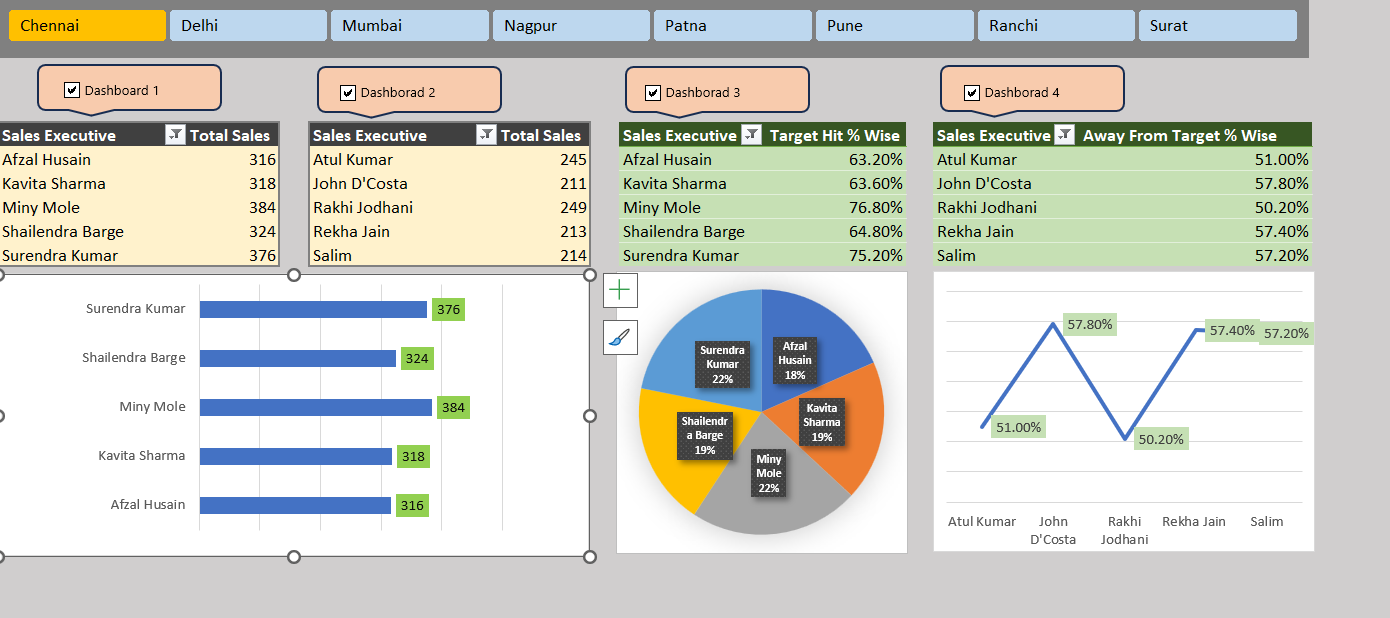 Chennai Delhi Mumbai Nagpur Patna Pune Ranchi Surat
Dashboard 1
Dashborad 2
Dashborad 3
Dashborad 4
Sales Executive Total Sales
Afzal Husain 316
Kavita Sharma 318
Miny Mole 384
Shailendra Barge 324
Surendra Kumar 376
Sales Executive Total Sales
Atul Kumar 245
John D'Costa 211
Rakhi Jodhani 249
Rekha Jain 213
Salim 214
Sales Executive Target Hit % Wise
Afzal Husain 63.20%
Kavita Sharma 63.60%
Miny Mole 76.80%
Shailendra Barge 64.80%
Surendra Kumar 75.20%
Sales Executive Away From Target % Wise
Atul Kumar 51.00%
John D'Costa 57.80%
Rakhi Jodhani 50.20%
Rekha Jain 57.40%
Salim 57.20%
Surendra Kumar 376
Shailendra Barge 324
Miny Mole 384
Kavita Sharma 318
Afzal Husain 316
Surendra
Kumar
22%
Afzal
Husain
18%
Kavita
Sharma
19%
Shailendr
a Barge
19%
Miny
Mole
22%
57.80%
57.40%
57.20%
51.00%
50.20%
Atul Kumar
John
D'Costa
Rakhi
Jodhani
Rekha Jain
Salim